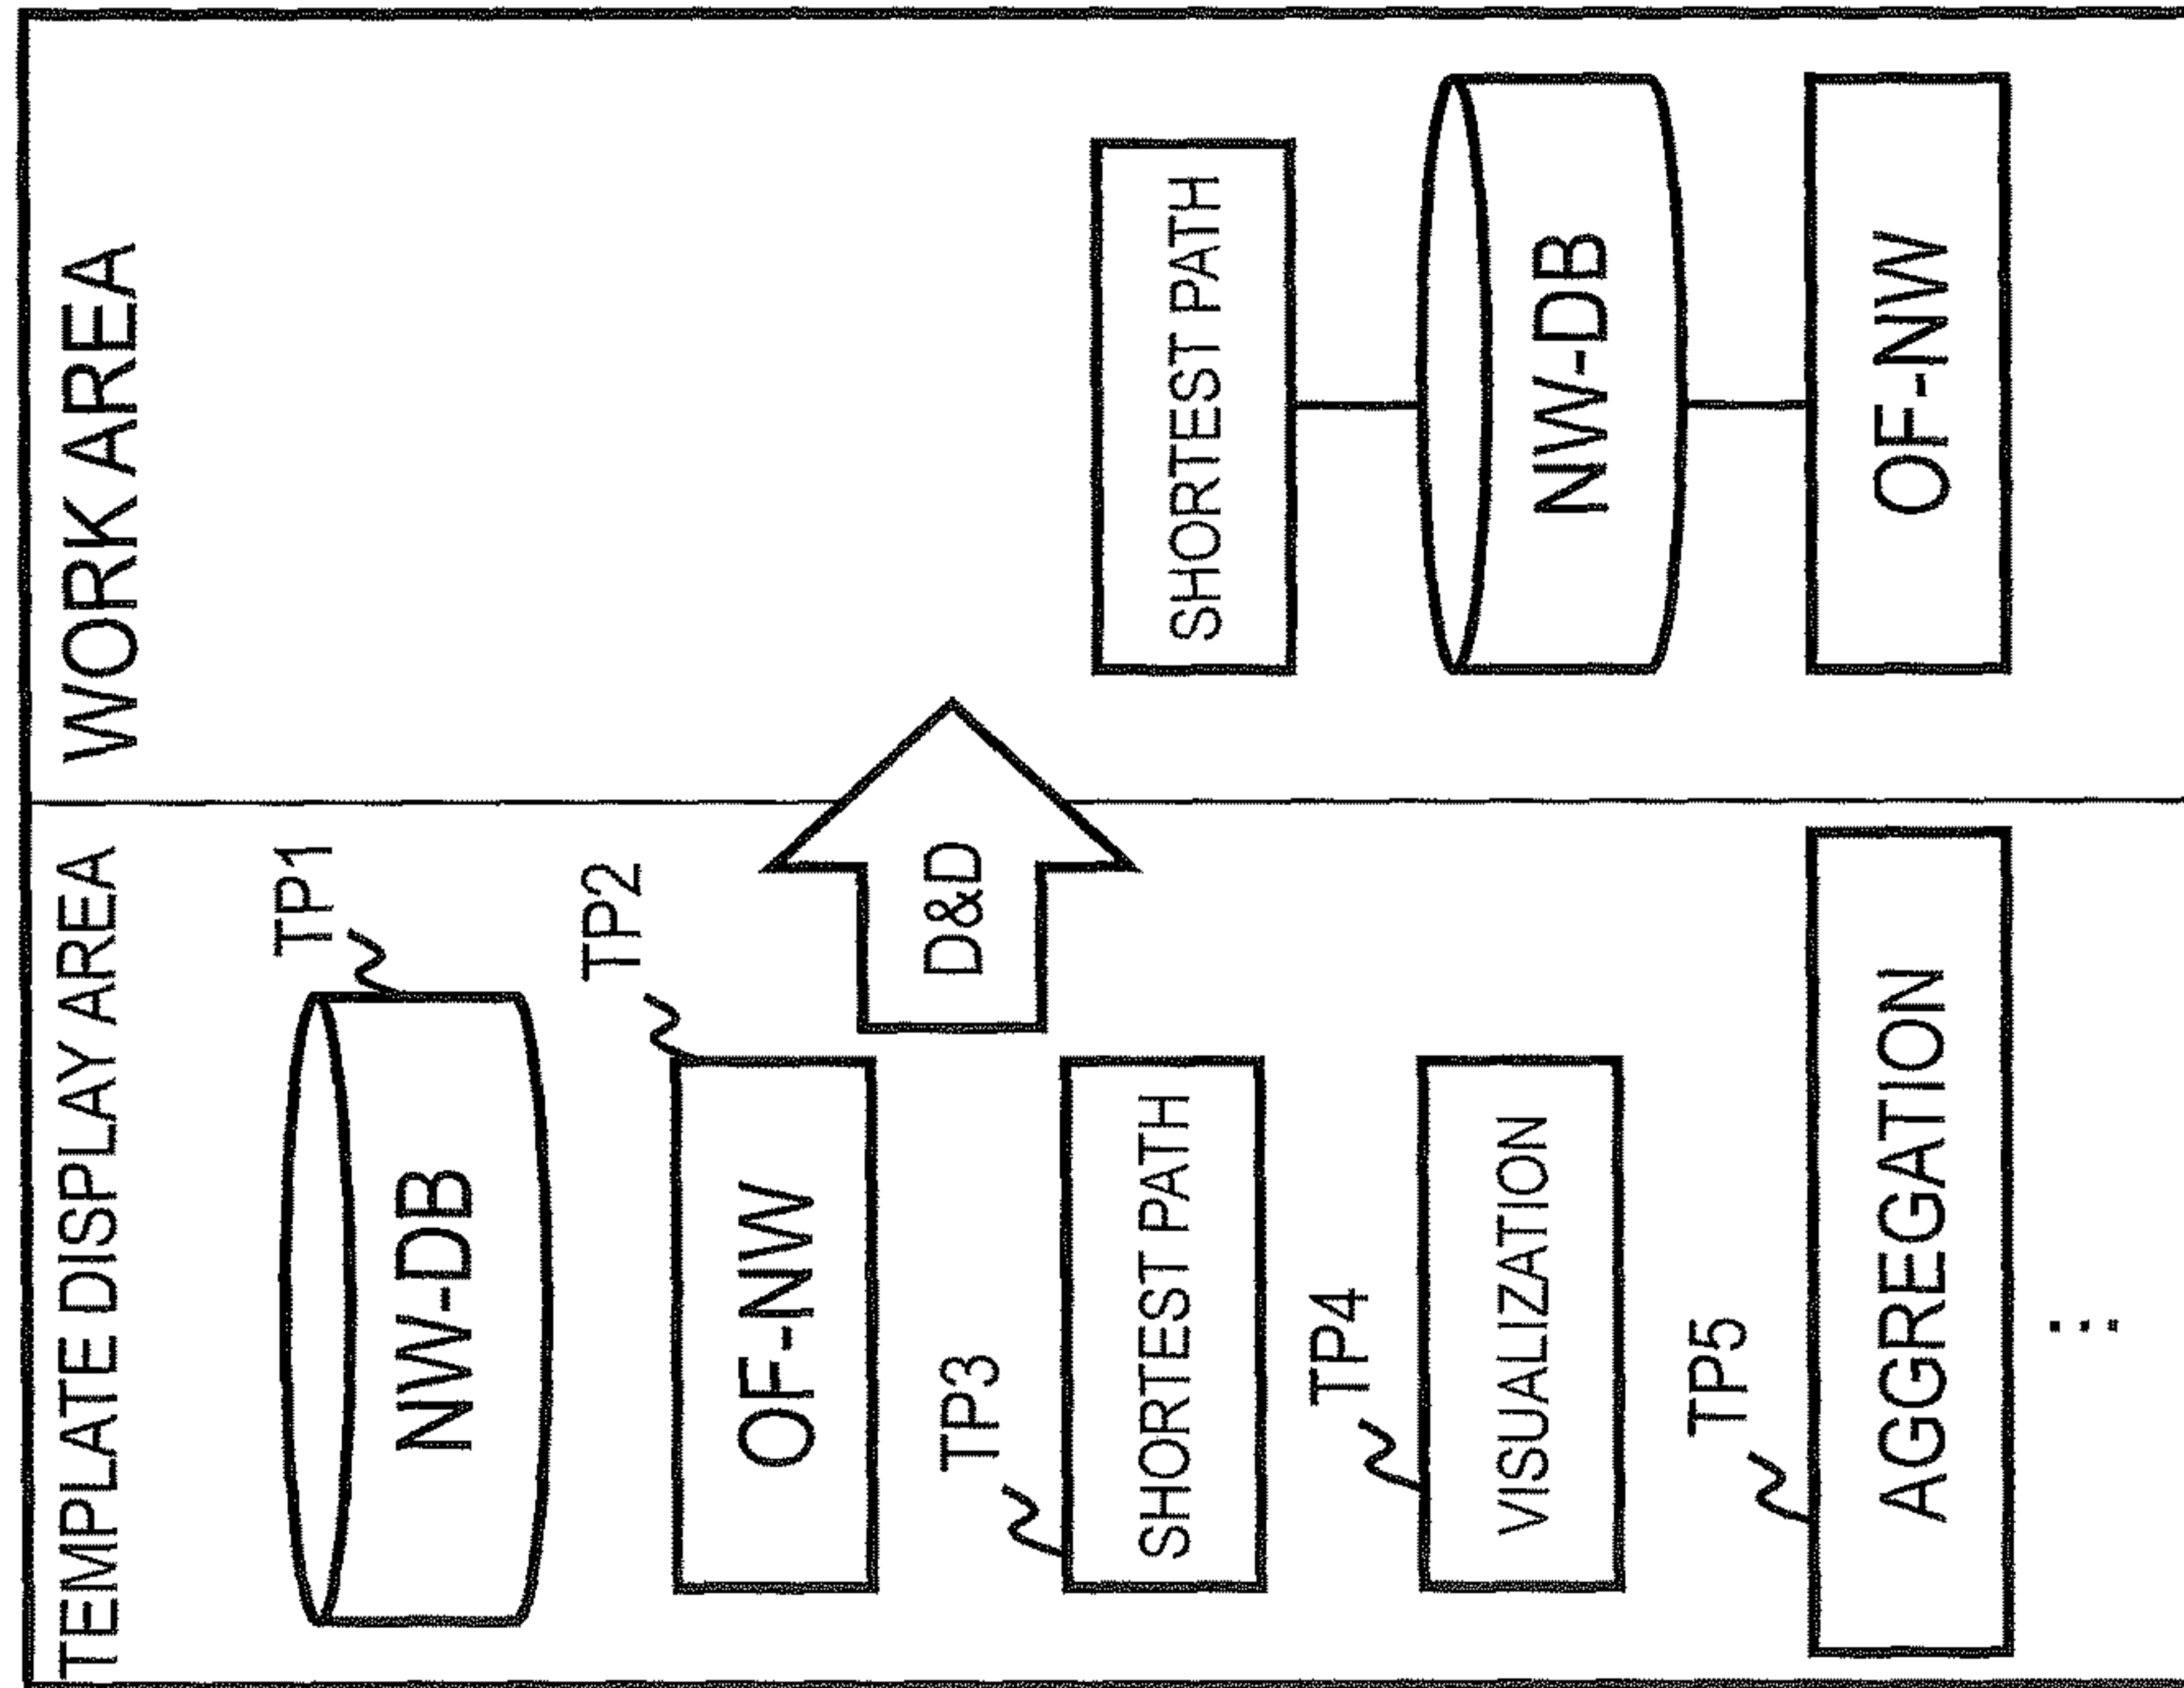 TEMPLATE DISPLAY AREA
TP1
NW-DB
TP2
OF-NW
TP3
SHORTEST PATH
TP4
VISUALIZATION
TP5
AGGREGATION
D&D
WORK AREA
SHORTEST PATH
NW-DB
OF-NW